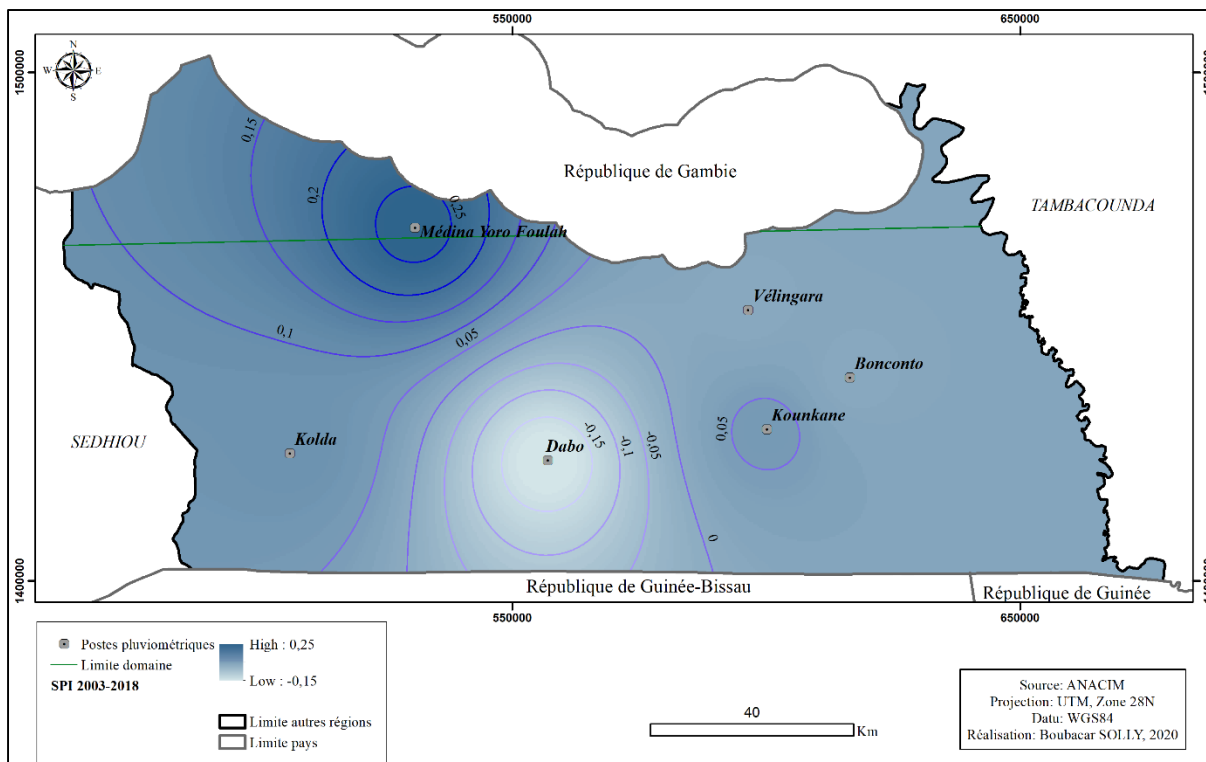 550000
650000
1500000
1500000
N
W
E
S
0,15
République de Gambie
TAMBACOUNDA
0,2
0,25
Médina Yoro Foulah
Vélingara
0,1
0,05
Bonconto
SEDHIOU
Kolda
Dabo
-0,15
-0,1
-0,05
0,05
Kounkane
0
République de Guinée-Bissau
République de Guinée
1400000
1400000
550000
650000
Postes pluviométriques
Limite domaine
SPI 2003-2018
High : 0,25
Low : -0,15
Limite autres régions
Limite pays
40
Km
Source: ANACIM
Projection: UTM, Zone 28N
Datu: WGS84
Réalisation: Boubacar SOLLY, 2020